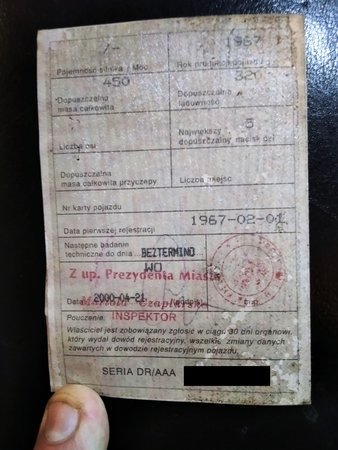 -/- 1967
Pojemność silnika / Moc Rok produkcji
450 320
Dopuszczalna masa całkowita Dopuszczalna ładowność
Liczba osi Największy dopuszczalny nacisk osi
Dopuszczalna masa całkowita przyczepy Liczba miejsc
Nr karty pojazdu
1967-02-01
Data pierwszej rejestracji
Następne badanie techniczne do dnia BEZTERMINO
WO
Z up. Prezydenta Miasta
Data 2000-04-21
INSPEKTOR
Pouczenie:
Właściciel jest zobowiązany zgłosić w ciągu 30 dni organowi,
który wydał dowód rejestracyjny, wszelkie zmiany danych
zawartych w dowodzie rejestracyjnym pojazdu.
SERIA DR/AAA